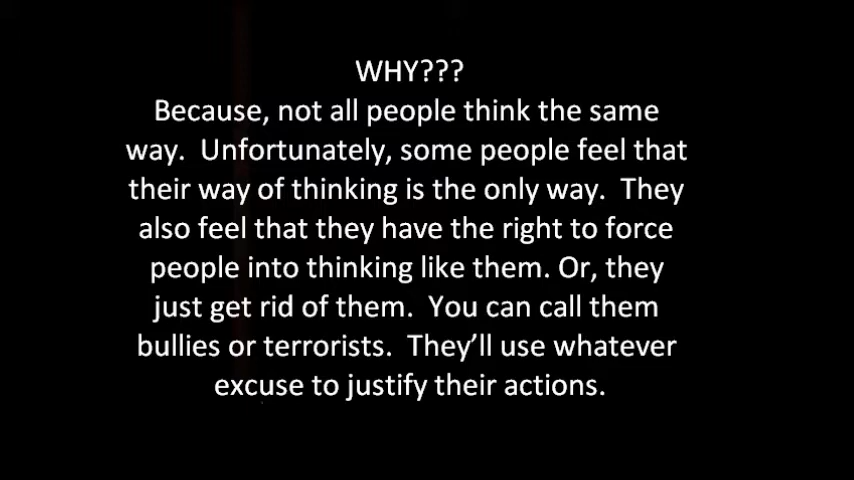 WHY???
Because, not all people think the same
way.  Unfortunately, some people feel that
their way of thinking is the only way.  They
also feel that they have the right to force
people into thinking like them. Or, they
just get rid of them.  You can call them
bullies or terrorists.  They’ll use whatever
excuse to justify their actions.